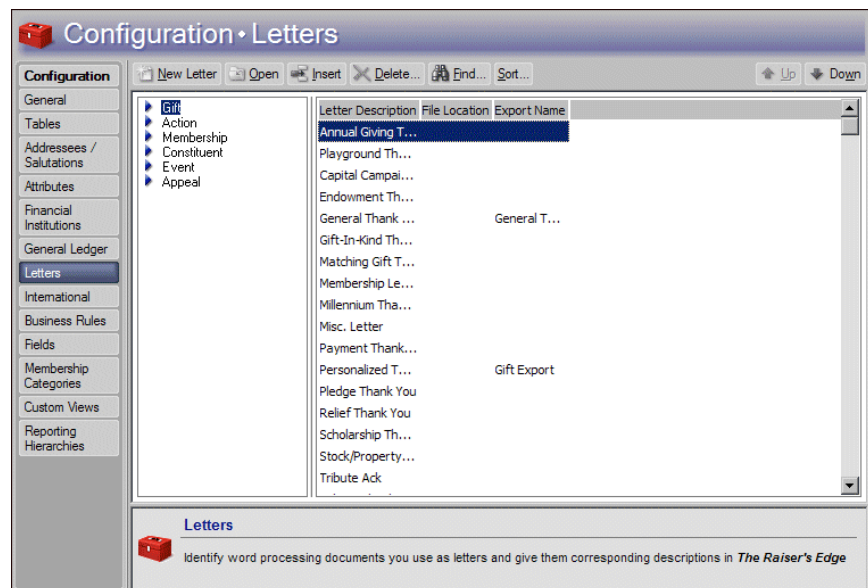 Configuration • Letters
Configuration
General
Tables
Addressees /
Salutations
Attributes
Financial
Institutions
General Ledger
Letters
International
Business Rules
Fields
Membership
Categories
Custom Views
Reporting
Hierarchies
New Letter Open Insert Delete... Find... Sort... Up Down
Gift
Action
Membership
Constituent
Event
Appeal
Letter Description File Location Export Name
Annual Giving T...
Playground Th...
Capital Campai...
Endowment Th...
General Thank ... General T...
Gift-In-Kind Th...
Matching Gift T...
Membership Le...
Millennium Tha...
Misc. Letter
Payment Thank...
Personalized T... Gift Export
Pledge Thank You
Relief Thank You
Scholarship Th...
Stock/Property...
Tribute Ack
Letters
Identify word processing documents you use as letters and give them corresponding descriptions in The Raiser's Edge